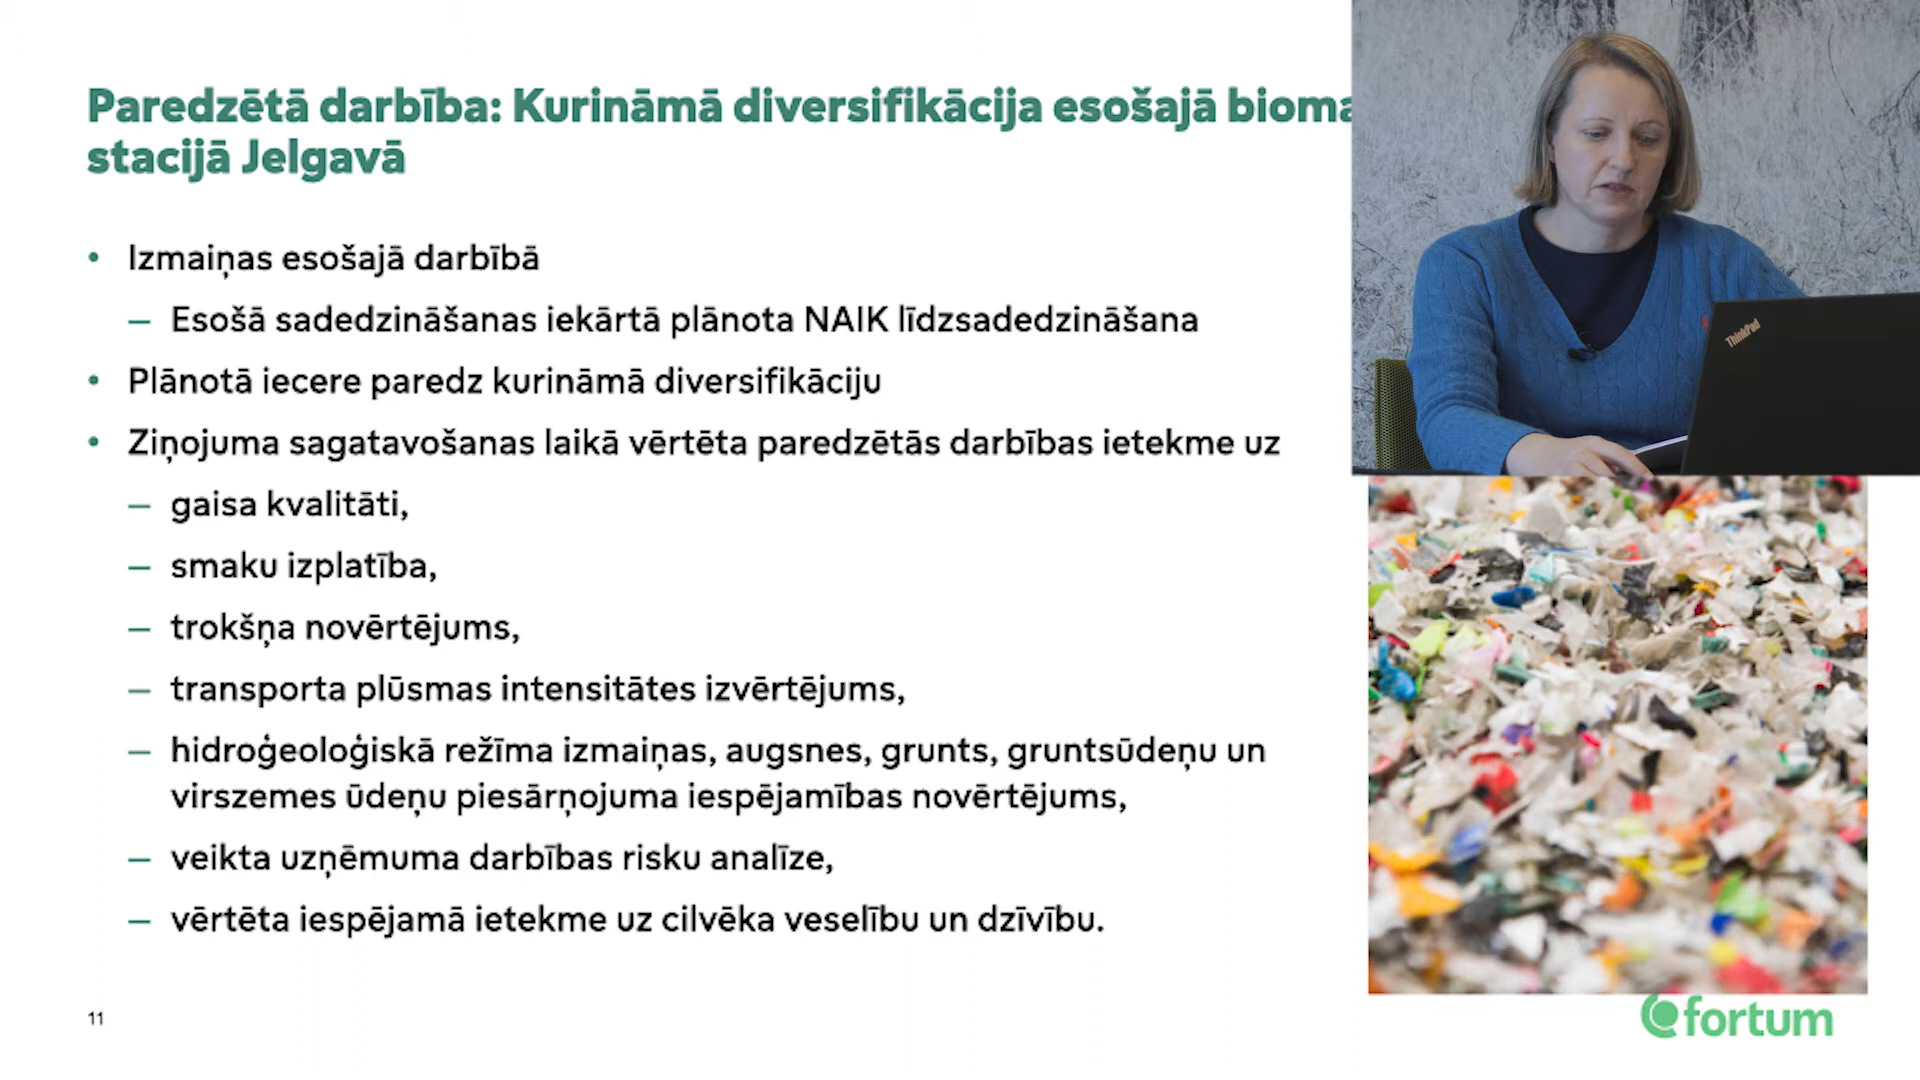 Paredzētā darbība: Kurināmā diversifikācija esošajā bioma
stacijā Jelgavā
• Izmaiņas esošajā darbībā
– Esošā sadedzināšanas iekārtā plānota NAIK līdzsadedzināšana
• Plānotā iecere paredz kurināmā diversifikāciju
• Ziņojuma sagatavošanas laikā vērtēta paredzētās darbības ietekme uz
– gaisa kvalitāti,
– smaku izplatība,
– trokšņa novērtējums,
– transporta plūsmas intensitātes izvērtējums,
– hidroģeoloģiskā režīma izmaiņas, augsnes, grunts, gruntsūdeņu un
virszemes ūdeņu piesārņojuma iespējamības novērtējums,
– veikta uzņēmuma darbības risku analīze,
– vērtēta iespējamā ietekme uz cilvēka veselību un dzīvību.
ThinkPad
11
fortum